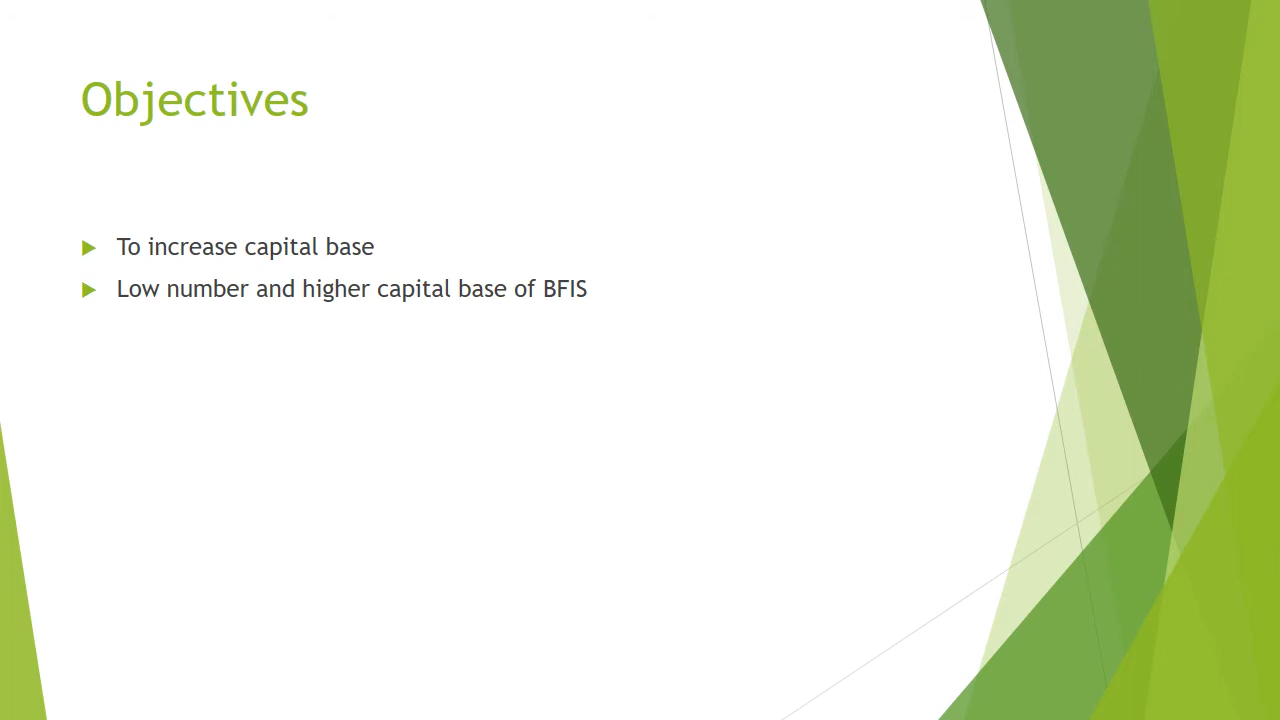 Objectives
To increase capital base
Low number and higher capital base of BFIS